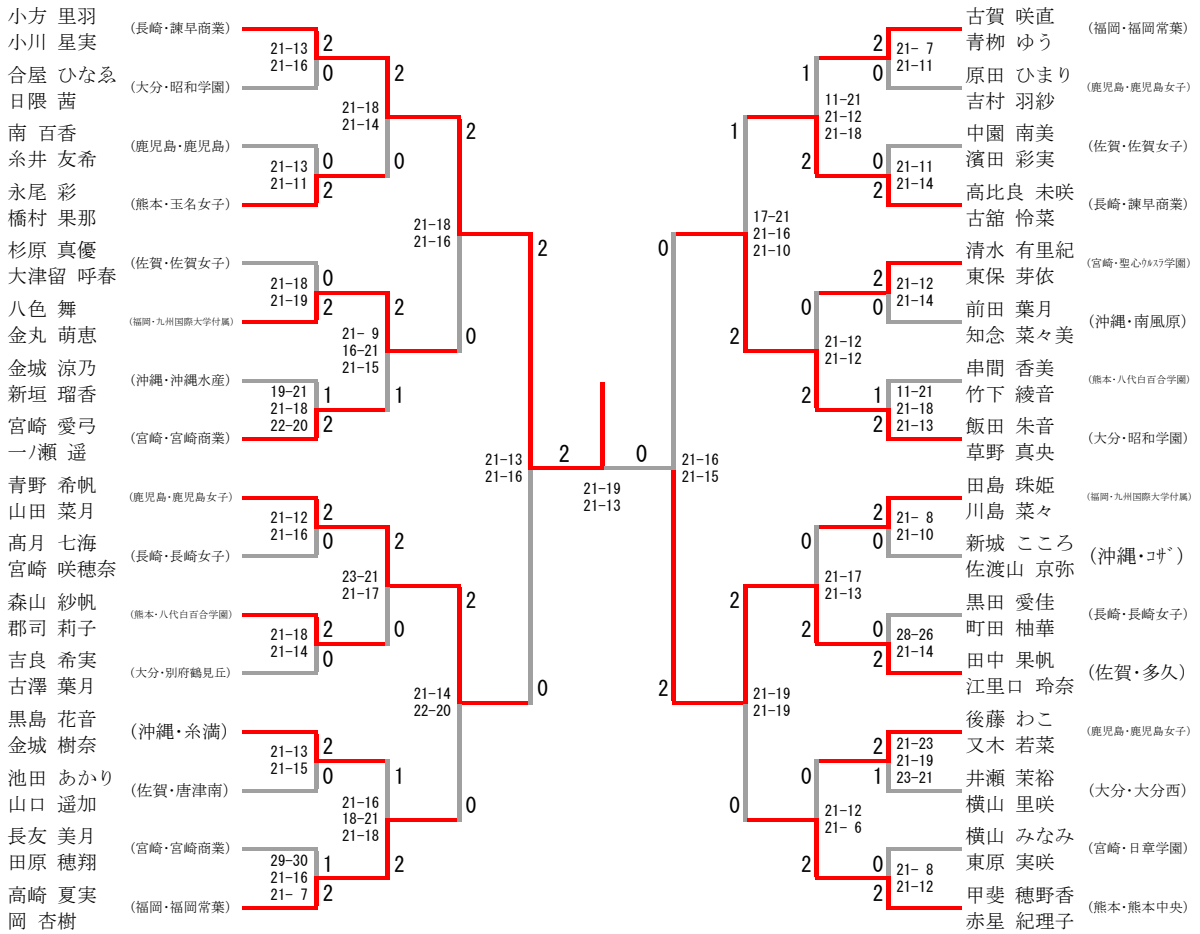 小方 里羽
小川 星実
(長崎・諫早商業)
2
21-13
21-16
0
合屋 ひなゑ
日隈 茜
(大分・昭和学園)
2
21-18
21-14
0
南 百香
糸井 友希
(鹿児島・鹿児島)
0
21-13
21-11
2
永尾 彩
橋村 果那
(熊本・玉名女子)
2
21-18
21-16
0
杉原 真優
大津留 呼春
(佐賀・佐賀女子)
0
21-18
21-19
2
八色 舞
金丸 萌恵
(福岡・九州国際大学付属)
2
21- 9
16-21
21-15
1
金城 涼乃
新垣 瑠香
(沖縄・沖縄水産)
1
19-21
21-18
22-20
2
宮崎 愛弓
一ノ瀬 遥
(宮崎・宮崎商業)
2
21-13
21-16
0
青野 希帆
山田 菜月
(鹿児島・鹿児島女子)
2
21-12
21-16
0
髙月 七海
宮崎 咲穂奈
(長崎・長崎女子)
2
23-21
21-17
0
森山 紗帆
郡司 莉子
(熊本・八代白百合学園)
2
21-18
21-14
0
吉良 希実
古澤 葉月
(大分・別府鶴見丘)
2
21-14
22-20
0
黒島 花音
金城 樹奈
(沖縄・糸満)
2
21-13
21-15
0
池田 あかり
山口 遥加
(佐賀・唐津南)
1
21-16
18-21
21-18
2
長友 美月
田原 穂翔
(宮崎・宮崎商業)
1
29-30
21-16
21- 7
2
高崎 夏実
岡 杏樹
(福岡・福岡常葉)
2
0
21-19
21-13
古賀 咲直
青栁 ゆう
(福岡・福岡常葉)
2
21- 7
21-11
0
原田 ひまり
吉村 羽紗
(鹿児島・鹿児島女子)
1
11-21
21-12
21-18
2
中園 南美
濱田 彩実
(佐賀・佐賀女子)
0
21-11
21-14
2
高比良 未咲
古舘 怜菜
(長崎・諫早商業)
1
17-21
21-16
21-10
2
清水 有里紀
東保 芽依
(宮崎・聖心ウルスラ学園)
2
21-12
21-14
0
前田 葉月
知念 菜々美
(沖縄・南風原)
0
21-12
21-12
2
串間 香美
竹下 綾音
(熊本・八代白百合学園)
1
11-21
21-18
21-13
2
飯田 朱音
草野 真央
(大分・昭和学園)
0
21-16
21-15
2
田島 珠姫
川島 菜々
(福岡・九州国際大学付属)
2
21- 8
21-10
0
新城 こころ
佐渡山 京弥
(沖縄・コザ)
0
21-17
21-13
2
黒田 愛佳
町田 柚華
(長崎・長崎女子)
0
28-26
21-14
2
田中 果帆
江里口 玲奈
(佐賀・多久)
2
21-19
21-19
0
後藤 わこ
又木 若菜
(鹿児島・鹿児島女子)
2
21-23
21-19
23-21
1
井瀬 茉裕
横山 里咲
(大分・大分西)
0
21-12
21- 6
2
横山 みなみ
東原 実咲
(宮崎・日章学園)
0
21- 8
21-12
2
甲斐 穂野香
赤星 紀理子
(熊本・熊本中央)